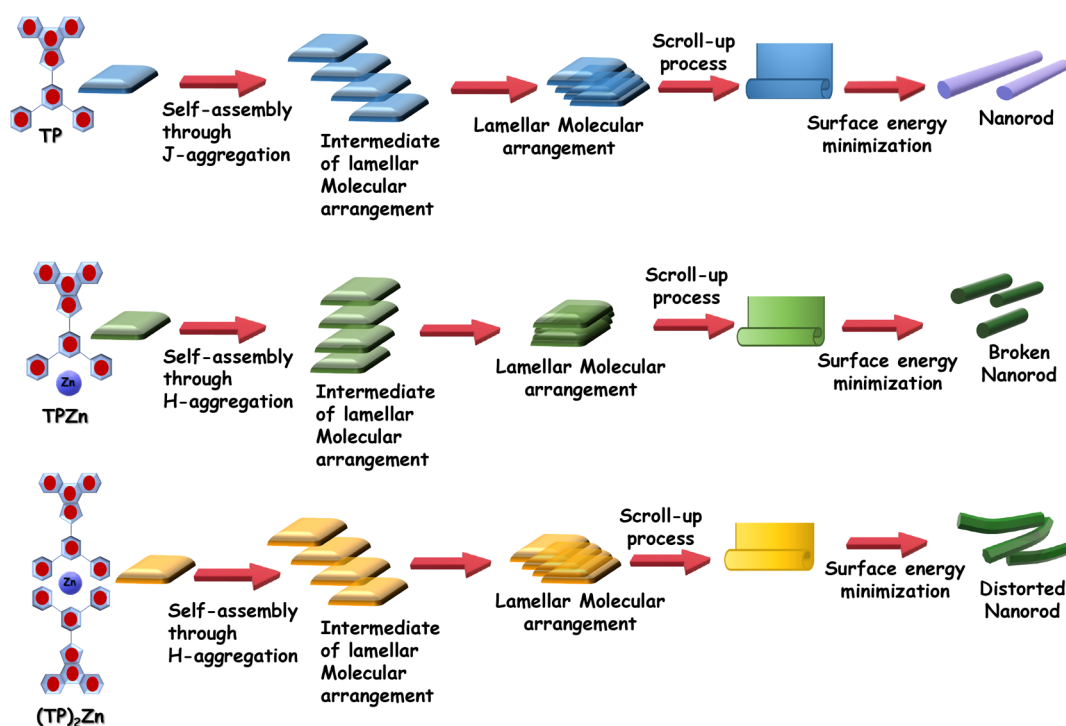 TP
Self-assembly
through
J-aggregation
Intermediate
of lamellar
Molecular
arrangement
Lamellar Molecular
arrangement
Scroll-up
process
Surface energy
minimization
Nanorod
Zn
TPZn
Self-assembly
through
H-aggregation
Intermediate
of lamellar
Molecular
arrangement
Lamellar Molecular
arrangement
Scroll-up
process
Surface energy
minimization
Broken
Nanorod
Zn
(TP)₂Zn
Self-assembly
through
H-aggregation
Intermediate
of lamellar
Molecular
arrangement
Lamellar Molecular
arrangement
Scroll-up
process
Surface energy
minimization
Distorted
Nanorod